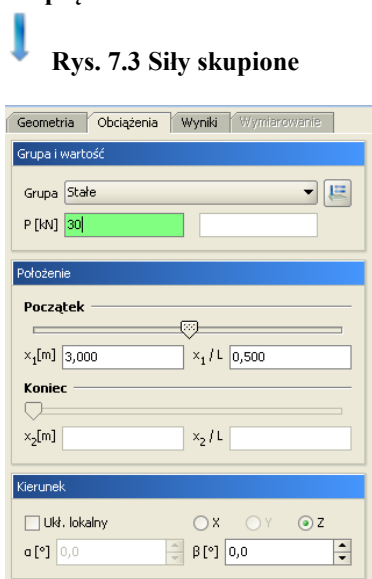 Rys. 7.3 Siły skupione
Geometria Obciążenia Wyniki Wymiarowanie
Grupa i wartość
Grupa Stałe
P [kN] 30
Położenie
Początek
x₁[m] 3,000 x₁ / L 0,500
Koniec
x₂[m] x₂ / L
Kierunek
Ukł. lokalny X Y Z
α [°] 0,0 β [°] 0,0